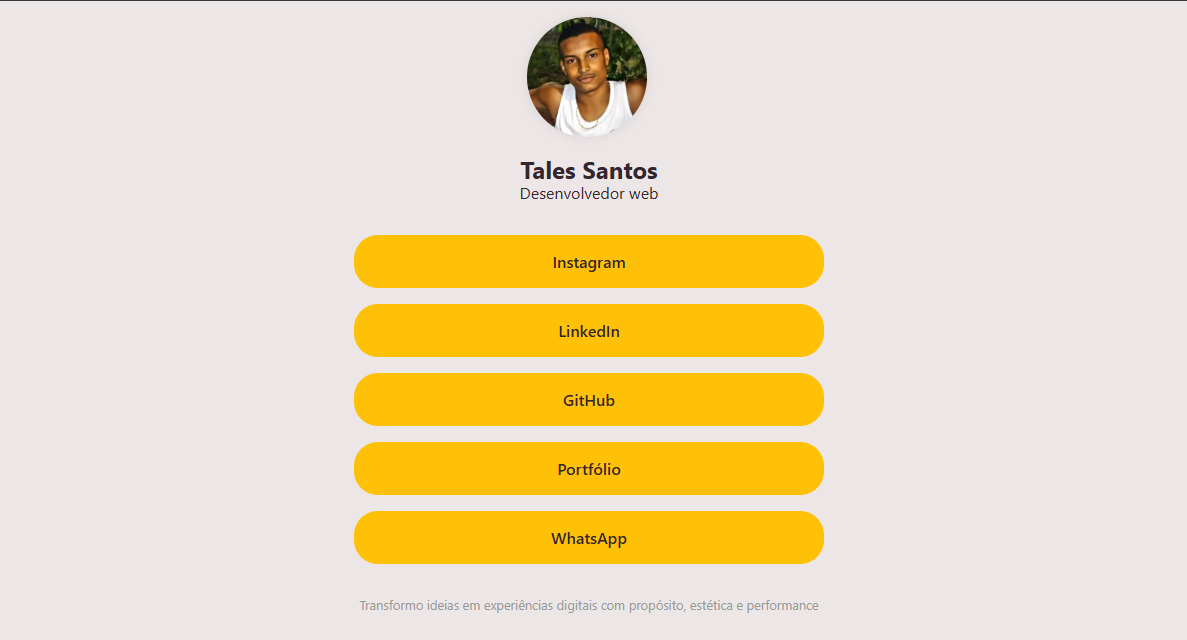 Tales Santos
Desenvolvedor web
Instagram
LinkedIn
GitHub
Portfólio
WhatsApp
Transformo ideias em experiências digitais com propósito, estética e performance